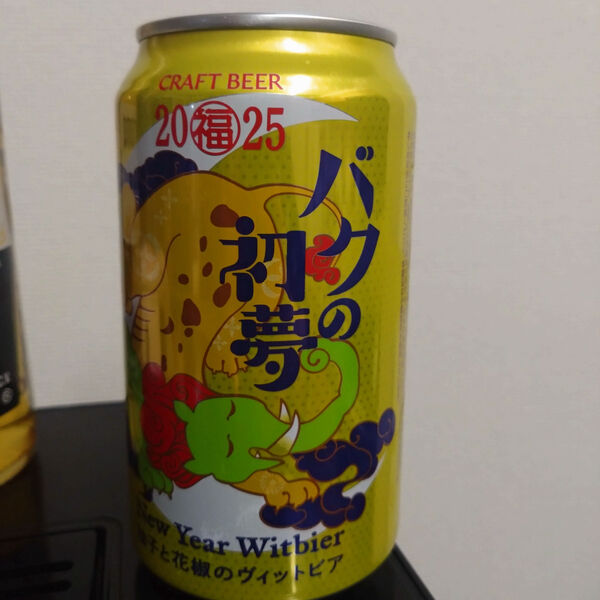 CRAFT BEER
20福25
バクの
初夢
New Year Witbier
子と花椒のヴィットビア